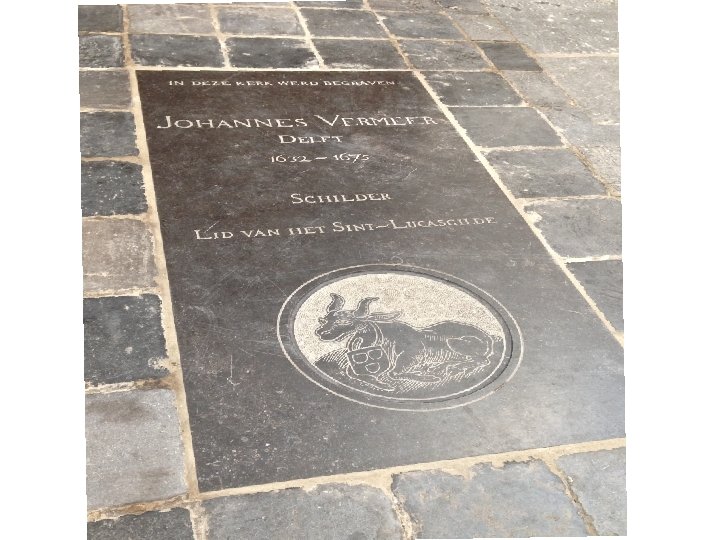 IN DEZE KERK WERD BEGRAVEN
JOHANNES VERMEER
DELFT
1632 – 1675
SCHILDER
LID VAN HET SINT-LUCASGILDE